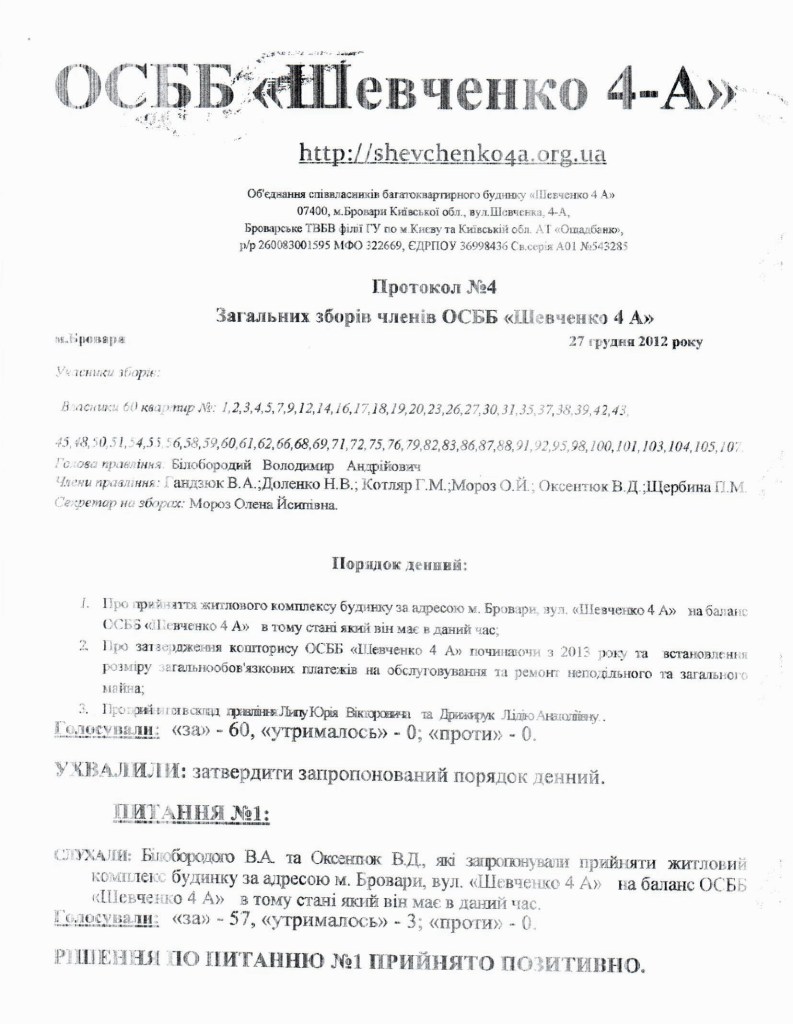 ОСББ «Шевченко 4-А»
http://shevchenko4a.org.ua
Об'єднання співвласників багатоквартирного будинку «Шевченко 4 А»
07400, м.Бровари Київської обл., вул.Шевченка, 4-А,
Броварське ТВБВ філії ГУ по м.Києву та Київській обл. АТ «Ощадбанк»,
р/р 260083001595 МФО 322669, ЄДРПОУ 36998436 Св.серія А01 №543285
Протокол №4
Загальних зборів членів ОСББ «Шевченко 4 А»
м.Бровари 27 грудня 2012 року
Учасники зборів:
Власники 60 квартир №: 1,2,3,4,5,7,9,12,14,16,17,18,19,20,23,26,27,30,31,35,37,38,39,42,43,
45,48,50,51,54,55,56,58,59,60,61,62,66,68,69,71,72,75,76,79,82,83,86,87,88,91,92,95,98,100,101,103,104,105,107.
Голова правління: Білобородий Володимир Андрійович
Члени правління: Гандзюк В.А.;Доленко Н.В.; Котляр Г.М.;Мороз О.Й.; Оксентюк В.Д.;Щербина П.М.
Секретар на зборах: Мороз Олена Йсипівна.
Порядок денний:
1. Про прийняття житлового комплексу будинку за адресою м. Бровари, вул. «Шевченко 4 А» на баланс
ОСББ «Шевченко 4 А» в тому стані який він має в даний час;
2. Про затвердження кошторису ОСББ «Шевченко 4 А» починаючи з 2013 року та встановлення
розміру загальнообов'язкових платежів на обслуговування та ремонт неподільного та загального
майна;
3. Про прийняття в склад правління Липу Юрія Вікторовича та Дрижирук Лідію Анатоліївну.
Голосували: «за» - 60, «утрималось» - 0; «проти» - 0.
УХВАЛИЛИ: затвердити запропонований порядок денний.
ПИТАННЯ №1:
СЛУХАЛИ: Білобородого В.А. та Оксентюк В.Д., які запропонували прийняти житловий
комплекс будинку за адресою м. Бровари, вул. «Шевченко 4 А» на баланс ОСББ
«Шевченко 4 А» в тому стані який він має в даний час.
Голосували: «за» - 57, «утрималось» - 3; «проти» - 0.
РІШЕННЯ ПО ПИТАННЮ №1 ПРИЙНЯТО ПОЗИТИВНО.